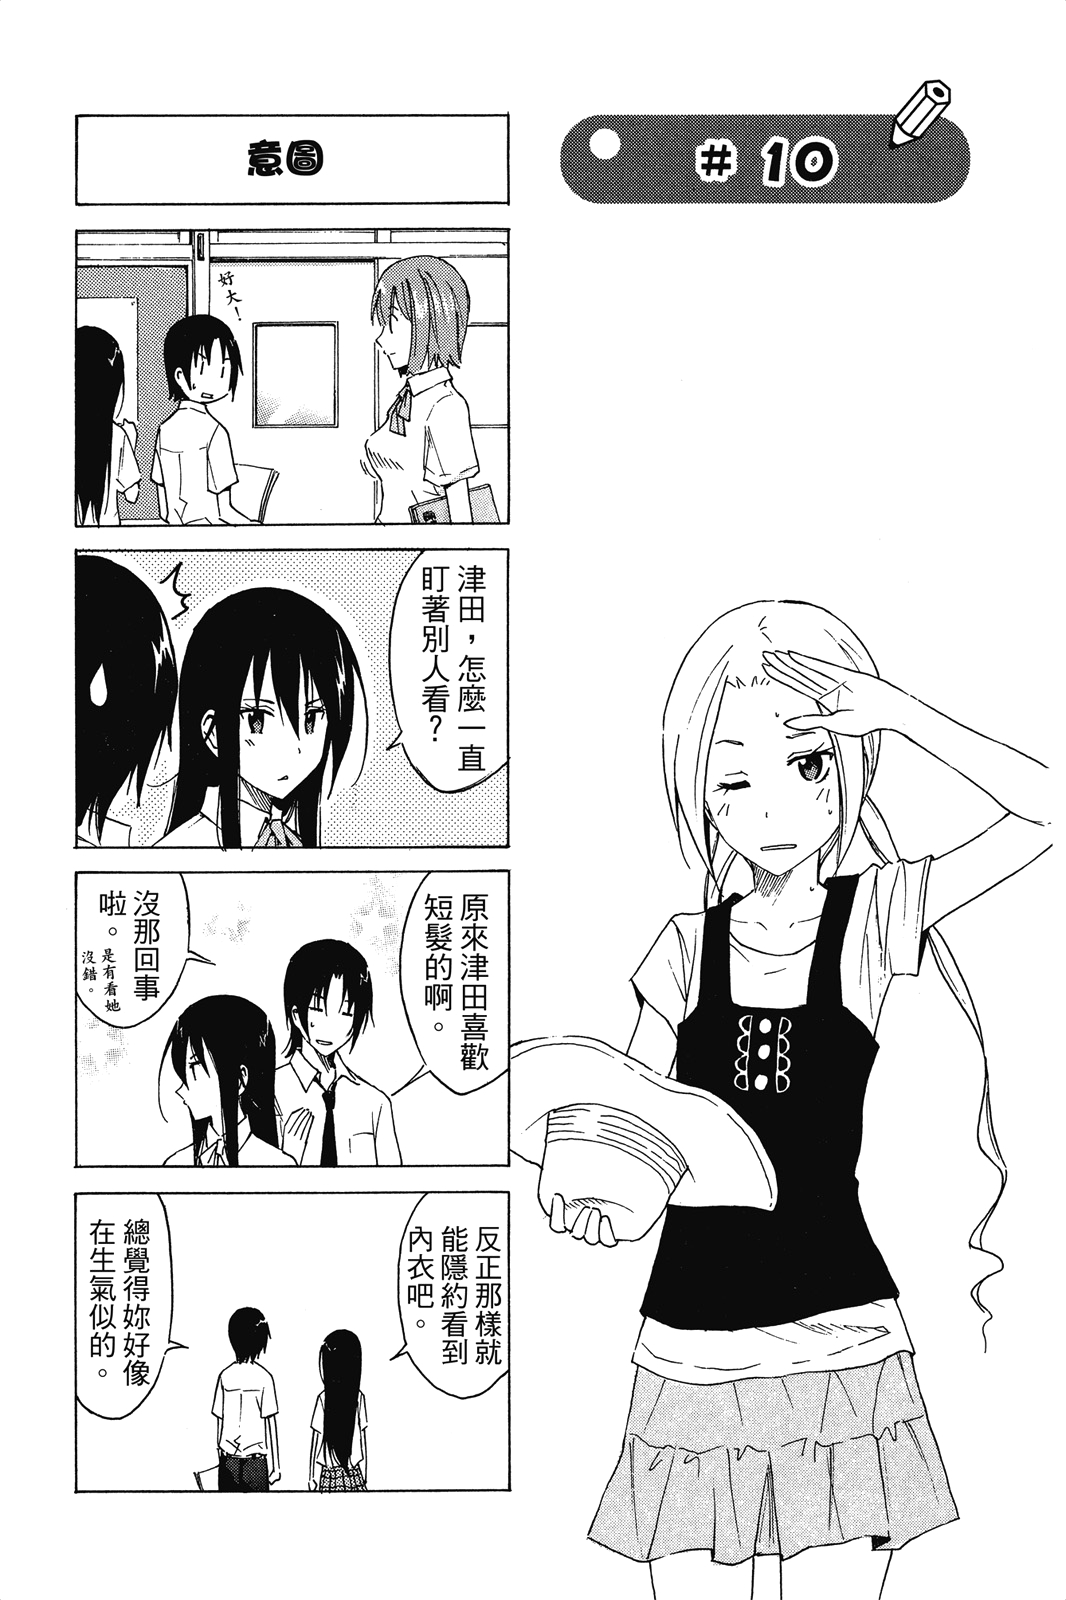 # 10
意圖
好大！
津田，怎麼一直
盯著別人看？
原來津田喜歡
短髮的啊。
沒那回事
啦。
是有看她
沒錯。
反正那樣就
能隱約看到
內衣吧。
總覺得妳好像
在生氣似的。